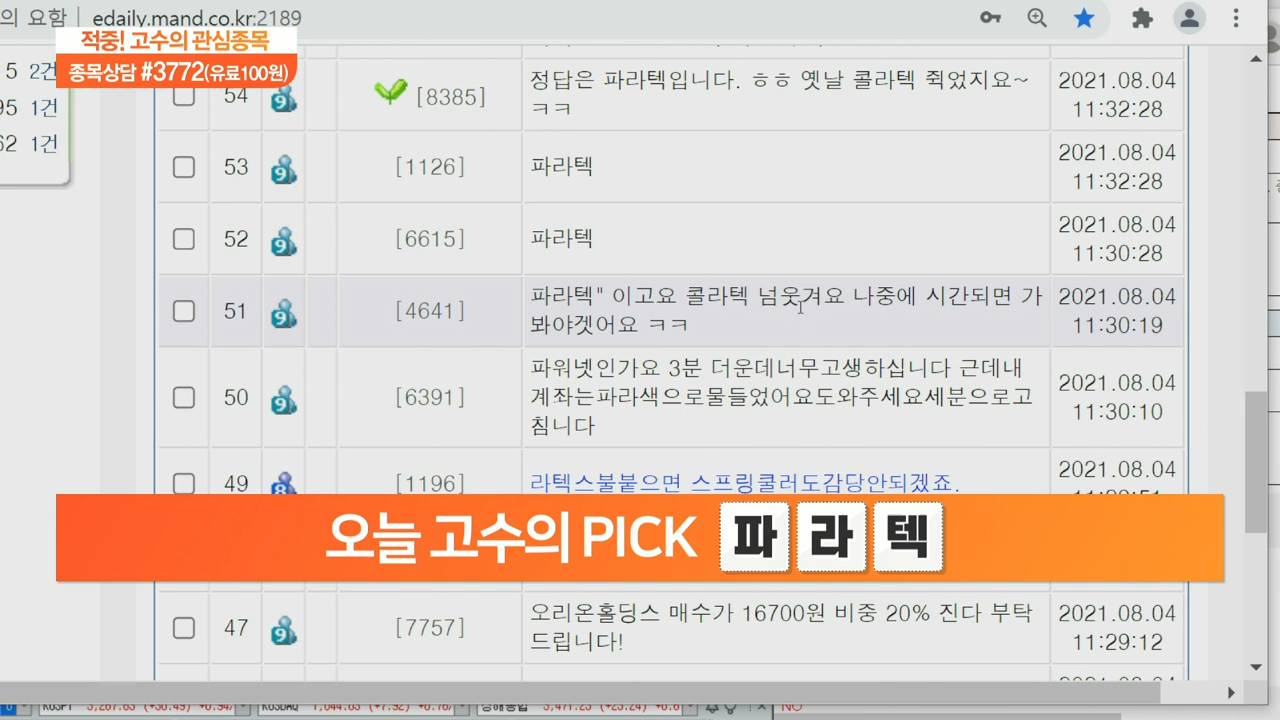 의 요함
edaily.mand.co.kr:2189
적중! 고수의 관심종목
종목상담 #3772(유료100원)
5 2건
95 1건
62 1건
54 [8385] 정답은 파라텍입니다. ㅎㅎ 옛날 콜라텍 쥑었지요~ 2021.08.04
ㅋㅋ 11:32:28
53 [1126] 파라텍 2021.08.04
11:32:28
52 [6615] 파라텍 2021.08.04
11:30:28
51 [4641] 파라텍" 이고요 콜라텍 넘웃겨요 나중에 시간되면 가 2021.08.04
봐야겟어요 ㅋㅋ 11:30:19
파워넷인가요 3분 더운데너무고생하십니다 근데내
50 [6391] 계좌는파라색으로물들었어요도와주세요세분으로고 2021.08.04
침니다 11:30:10
49 [1196] 라텍스불붙으면 스프링쿨러도감당안되겠죠. 2021.08.04
오늘 고수의 PICK 파 라 텍
47 [7757] 오리온홀딩스 매수가 16700원 비중 20% 진다 부탁 2021.08.04
드립니다! 11:29:12
NO